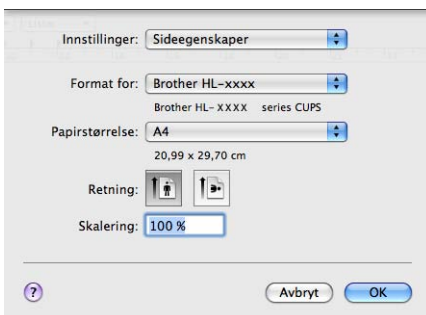 Innstillinger: Sideegenskaper
Format for: Brother HL-xxxx
Brother HL-XXXX series CUPS
Papirstørrelse: A4
20,99 x 29,70 cm
Retning:
Skalering: 100 %
? Avbryt OK